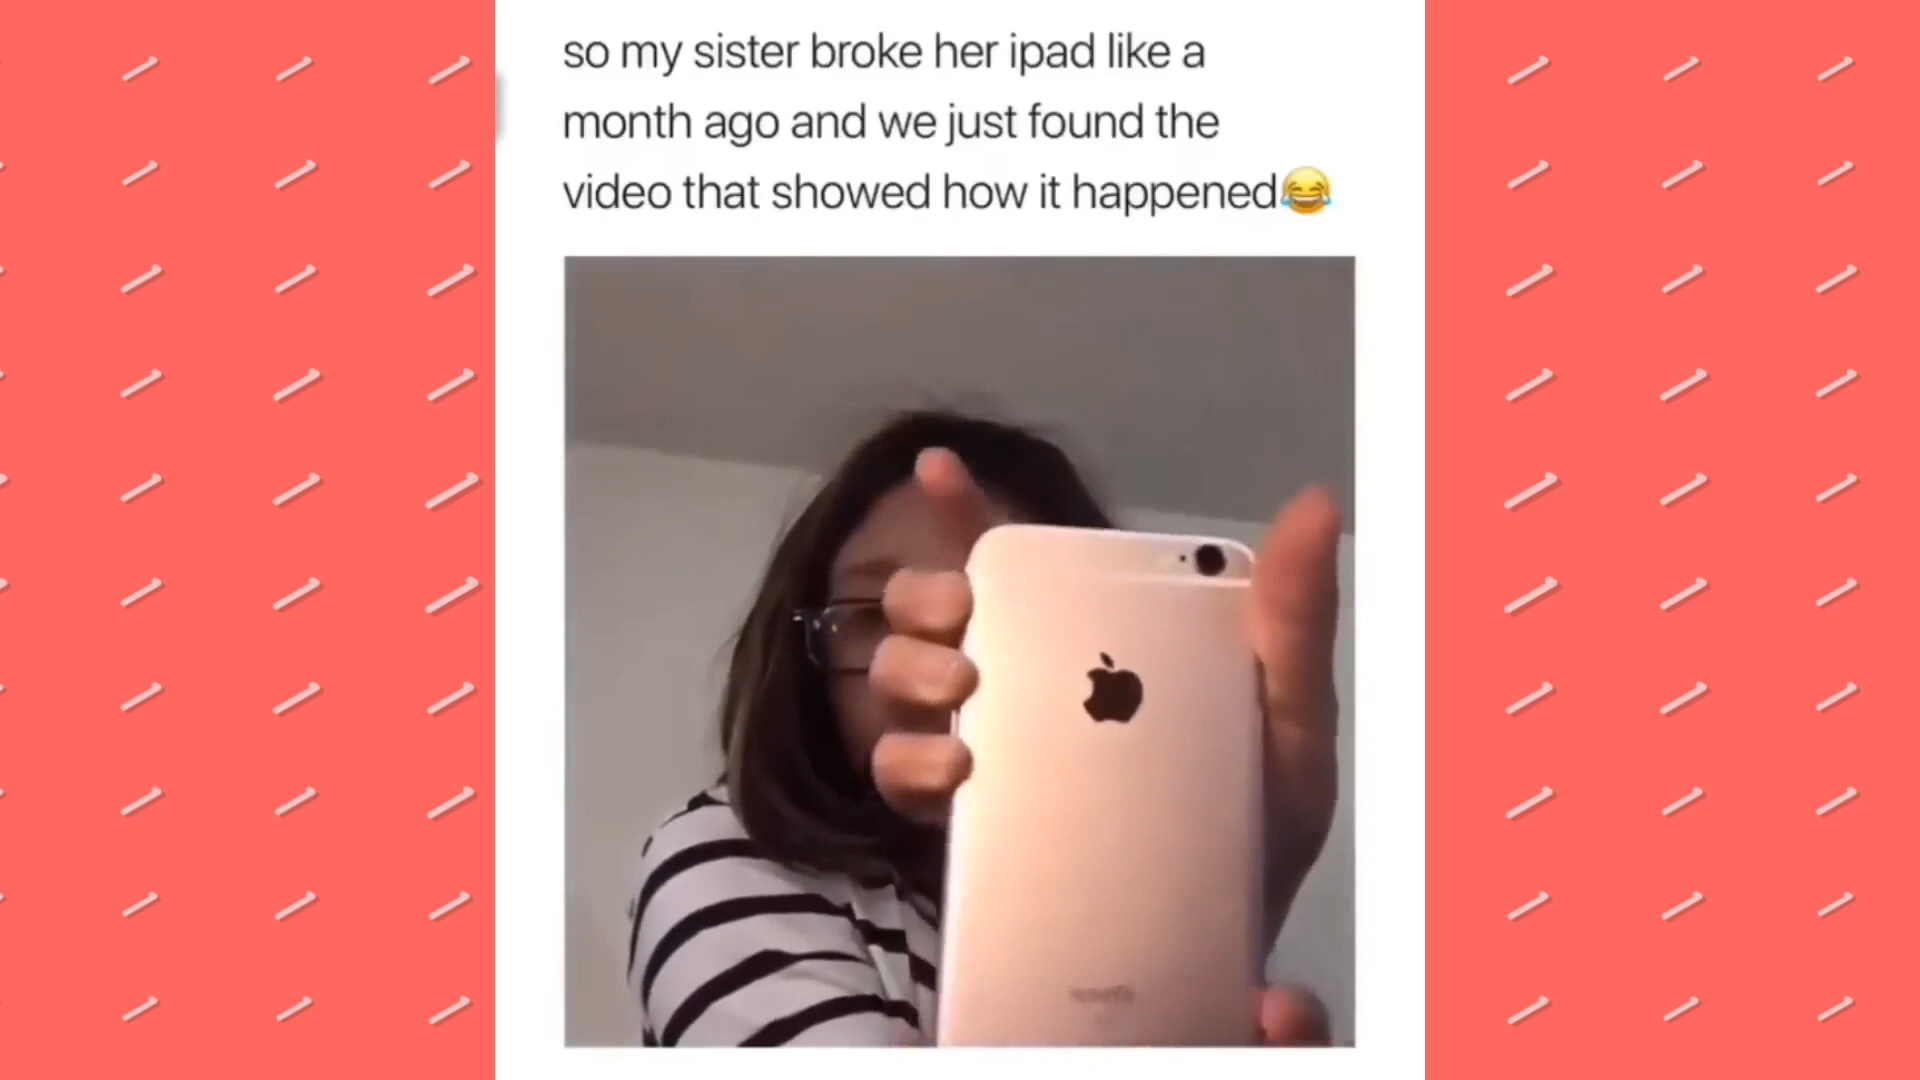 so my sister broke her ipad like a
month ago and we just found the
video that showed how it happened😂